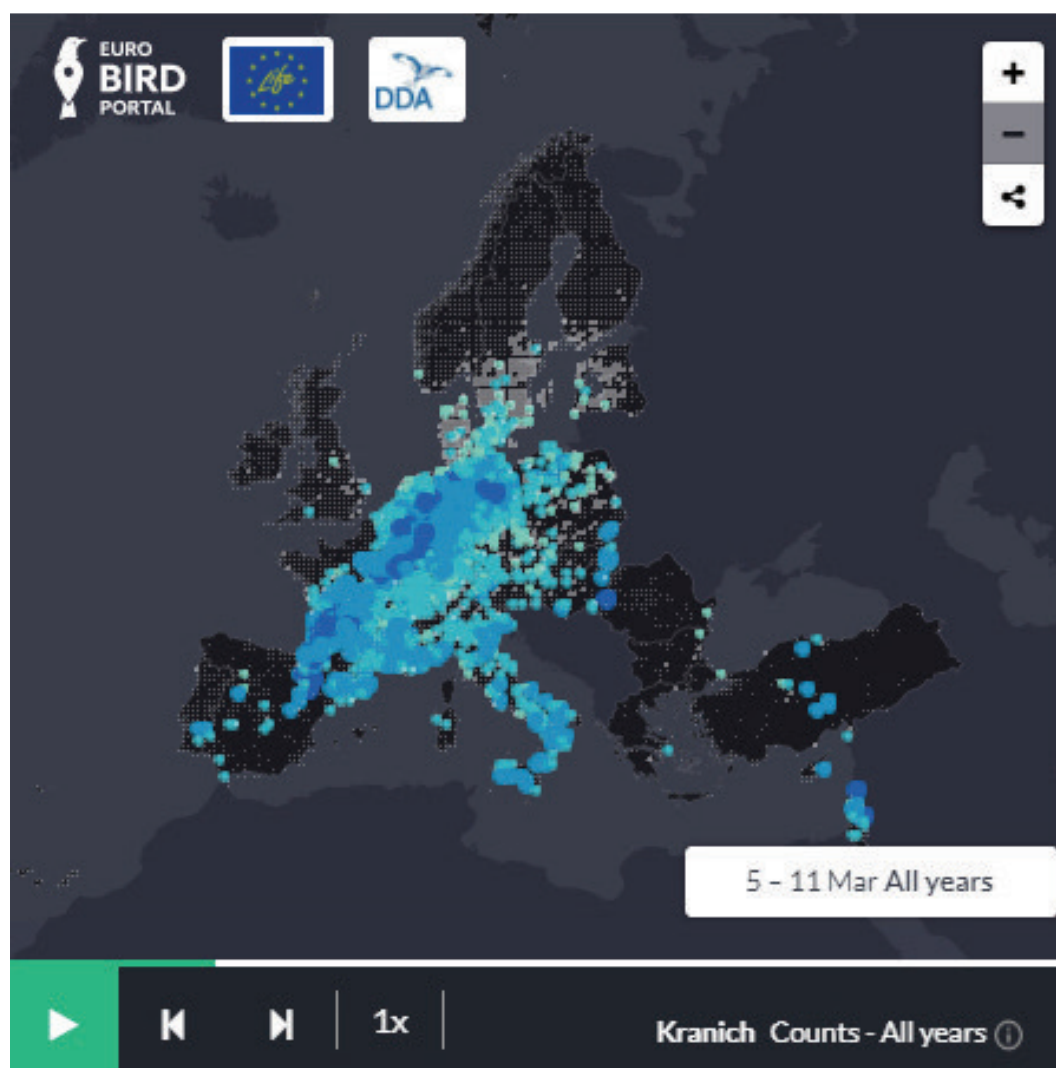 EURO
BIRD
PORTAL
Life
DDA
+
−
5 – 11 Mar All years
1x
Kranich Counts - All years